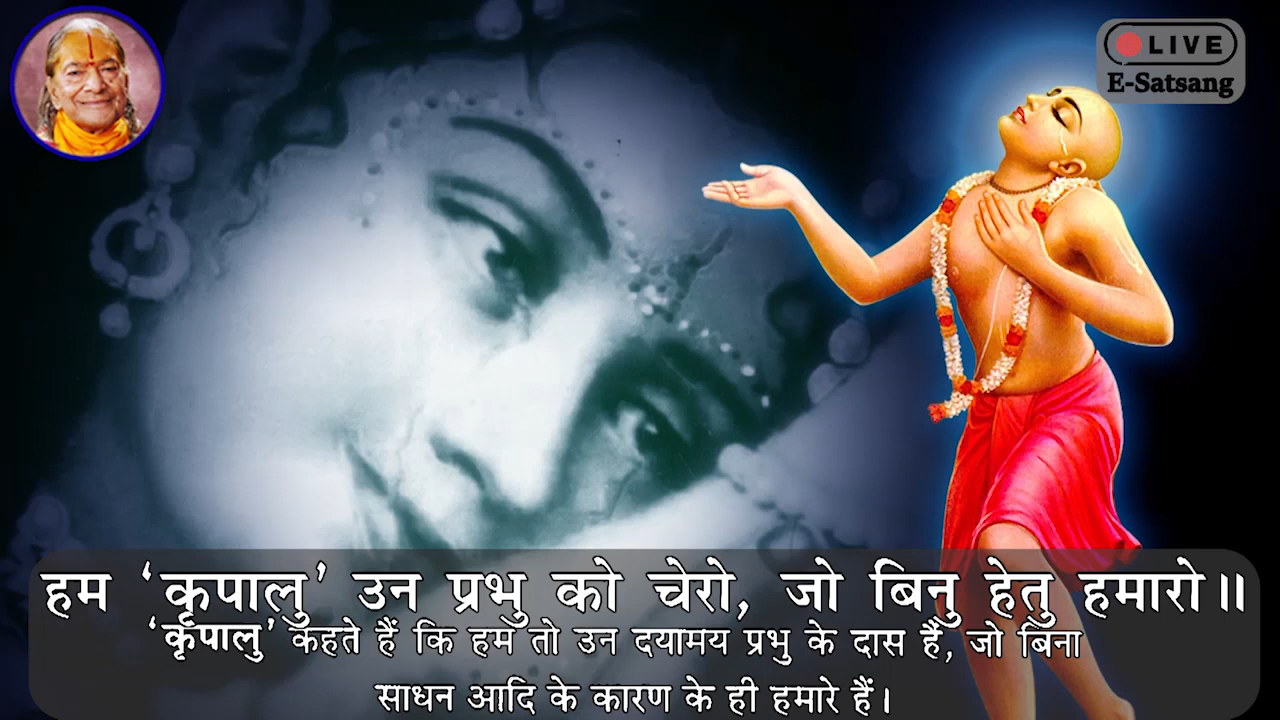 LIVE
E-Satsang
हम ‘कृपालु’ उन प्रभु को चेरो, जो बिनु हेतु हमारो॥
‘कृपालु’ कहते हैं कि हम तो उन दयामय प्रभु के दास हैं, जो बिना
साधन आदि के कारण के ही हमारे हैं।